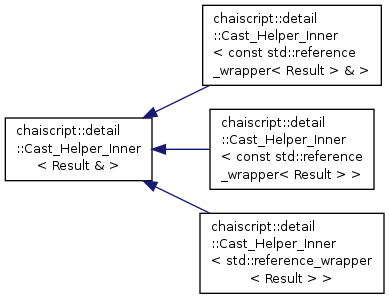 chaiscript::detail
::Cast_Helper_Inner
< const std::reference
_wrapper< Result > & >
chaiscript::detail
::Cast_Helper_Inner
< Result & >
chaiscript::detail
::Cast_Helper_Inner
< const std::reference
_wrapper< Result > >
chaiscript::detail
::Cast_Helper_Inner
< std::reference_wrapper
< Result > >